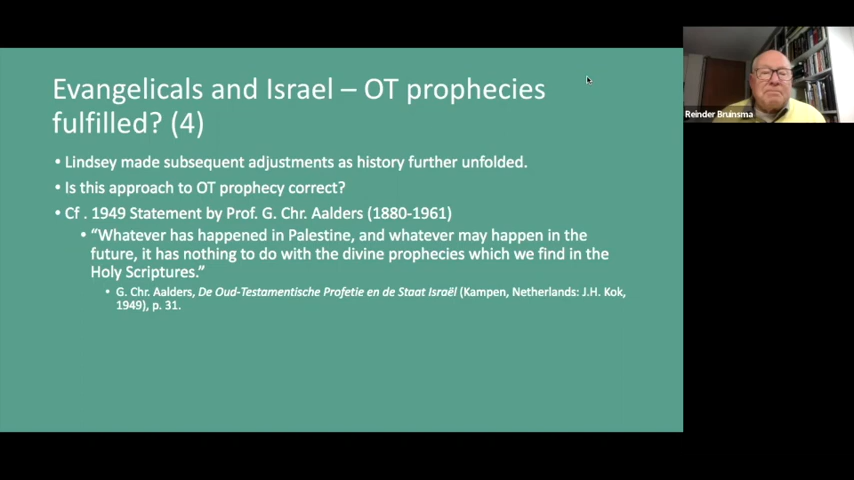 Evangelicals and Israel – OT prophecies
fulfilled? (4)
• Lindsey made subsequent adjustments as history further unfolded.
• Is this approach to OT prophecy correct?
• Cf . 1949 Statement by Prof. G. Chr. Aalders (1880-1961)
• “Whatever has happened in Palestine, and whatever may happen in the
future, it has nothing to do with the divine prophecies which we find in the
Holy Scriptures.”
• G. Chr. Aalders, De Oud-Testamentische Profetie en de Staat Israël (Kampen, Netherlands: J.H. Kok,
1949), p. 31.
Reinder Bruinsma